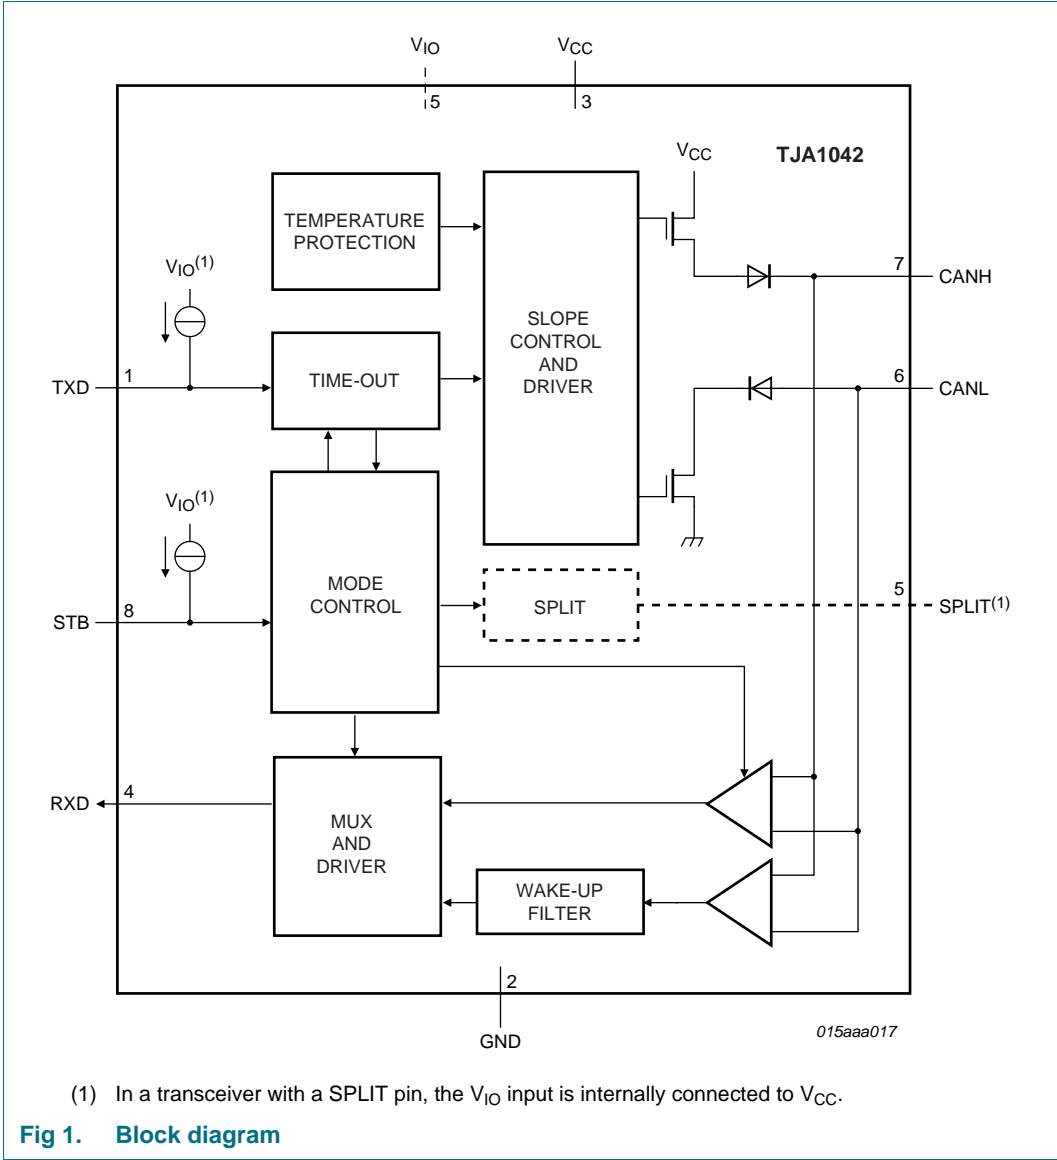 VIO
VCC
5
3
VCC
TJA1042
TEMPERATURE
PROTECTION
VIO(1)
7
CANH
SLOPE
CONTROL
AND
DRIVER
TXD
1
TIME-OUT
6
CANL
VIO(1)
MODE
CONTROL
STB
8
SPLIT
5
SPLIT(1)
RXD
4
MUX
AND
DRIVER
WAKE-UP
FILTER
2
GND
015aaa017
(1) In a transceiver with a SPLIT pin, the VIO input is internally connected to VCC.
Fig 1. Block diagram